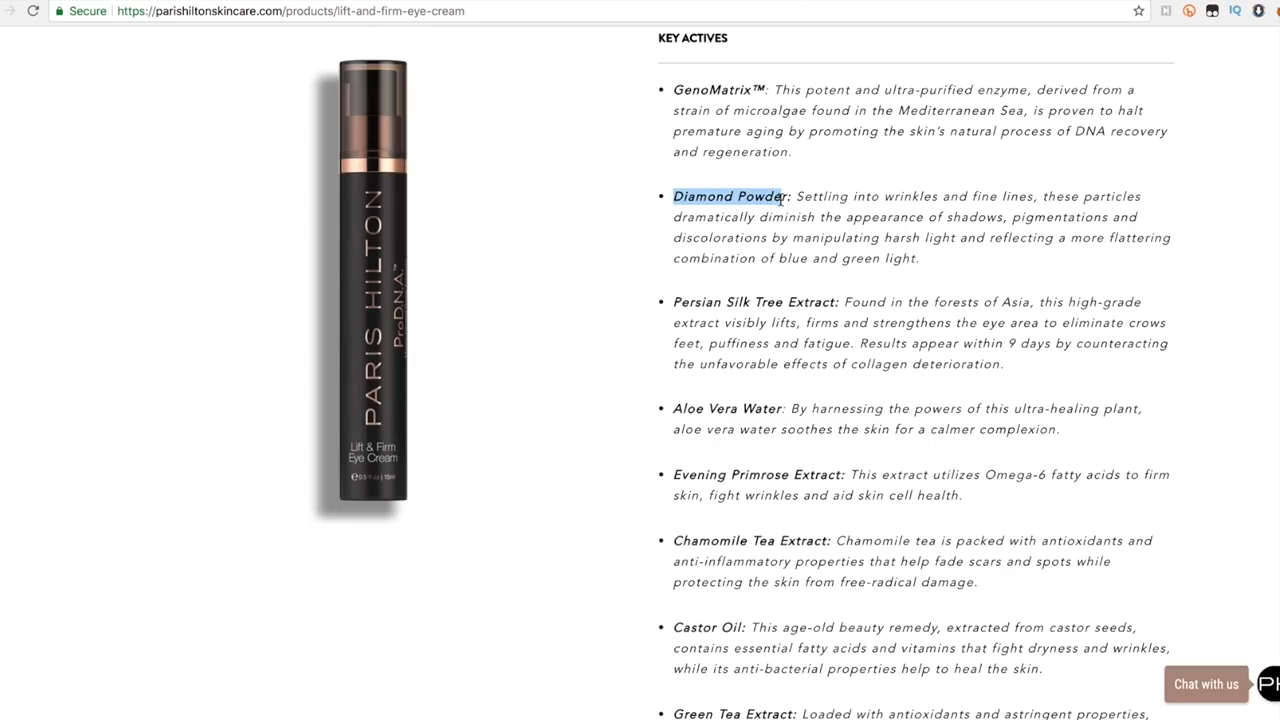 Secure https://parishiltonskincare.com/products/lift-and-firm-eye-cream
KEY ACTIVES
• GenoMatrix™: This potent and ultra-purified enzyme, derived from a
strain of microalgae found in the Mediterranean Sea, is proven to halt
premature aging by promoting the skin's natural process of DNA recovery
and regeneration.
• Diamond Powder: Settling into wrinkles and fine lines, these particles
dramatically diminish the appearance of shadows, pigmentations and
discolorations by manipulating harsh light and reflecting a more flattering
combination of blue and green light.
• Persian Silk Tree Extract: Found in the forests of Asia, this high-grade
extract visibly lifts, firms and strengthens the eye area to eliminate crows
feet, puffiness and fatigue. Results appear within 9 days by counteracting
the unfavorable effects of collagen deterioration.
• Aloe Vera Water: By harnessing the powers of this ultra-healing plant,
aloe vera water soothes the skin for a calmer complexion.
• Evening Primrose Extract: This extract utilizes Omega-6 fatty acids to firm
skin, fight wrinkles and aid skin cell health.
• Chamomile Tea Extract: Chamomile tea is packed with antioxidants and
anti-inflammatory properties that help fade scars and spots while
protecting the skin from free-radical damage.
• Castor Oil: This age-old beauty remedy, extracted from castor seeds,
contains essential fatty acids and vitamins that fight dryness and wrinkles,
while its anti-bacterial properties help to heal the skin.
• Green Tea Extract: Loaded with antioxidants and astringent properties,
PARIS HILTON
ProD.N.A.™
Lift & Firm
Eye Cream
℮0.5 fl oz | 15ml
Chat with us
PH
IQ